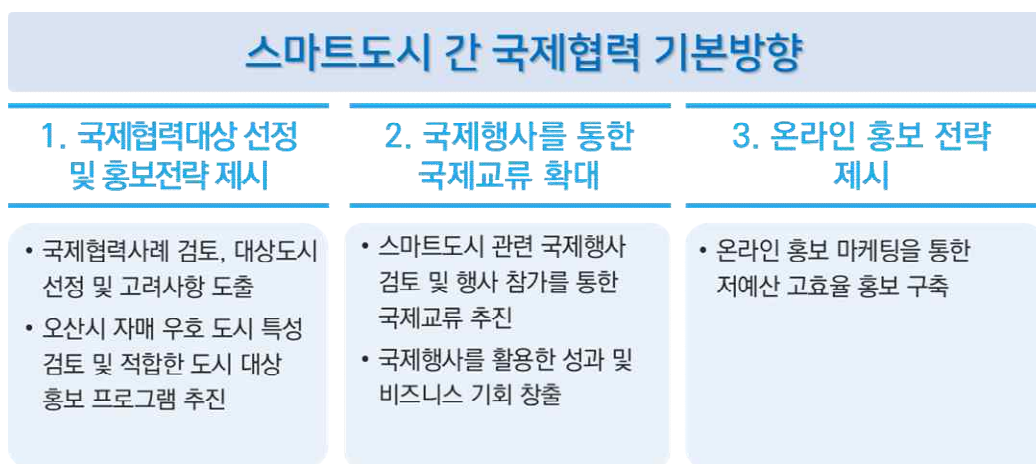 스마트도시 간 국제협력 기본방향
1. 국제협력대상 선정
및 홍보전략 제시
2. 국제행사를 통한
국제교류 확대
3. 온라인 홍보 전략
제시
• 국제협력사례 검토, 대상도시
선정 및 고려사항 도출
• 오산시 자매 우호 도시 특성
검토 및 적합한 도시 대상
홍보 프로그램 추진
• 스마트도시 관련 국제행사
검토 및 행사 참가를 통한
국제교류 추진
• 국제행사를 활용한 성과 및
비즈니스 기회 창출
• 온라인 홍보 마케팅을 통한
저예산 고효율 홍보 구축